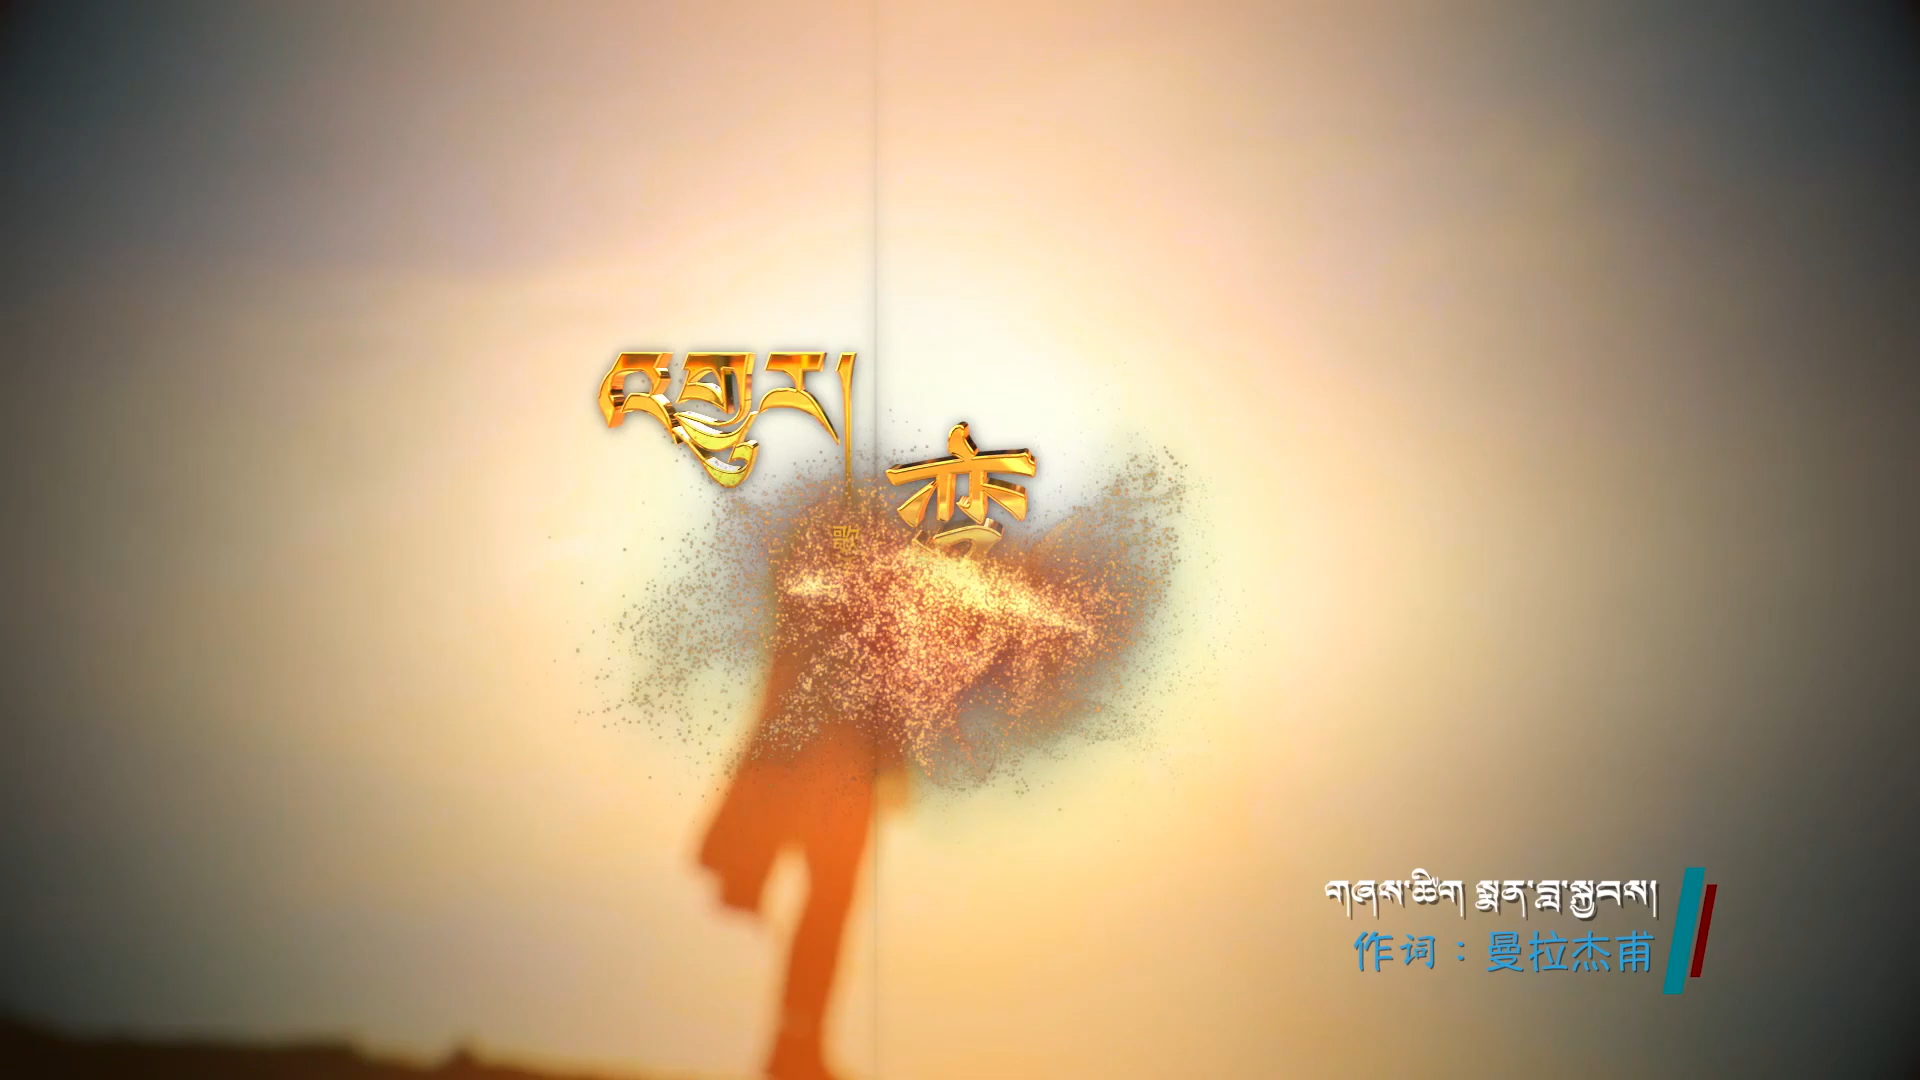 འགྱུར།
变
歌
གཞས་ཚིག སྨན་བླ་སྐྱབས།
作词：曼拉杰甫